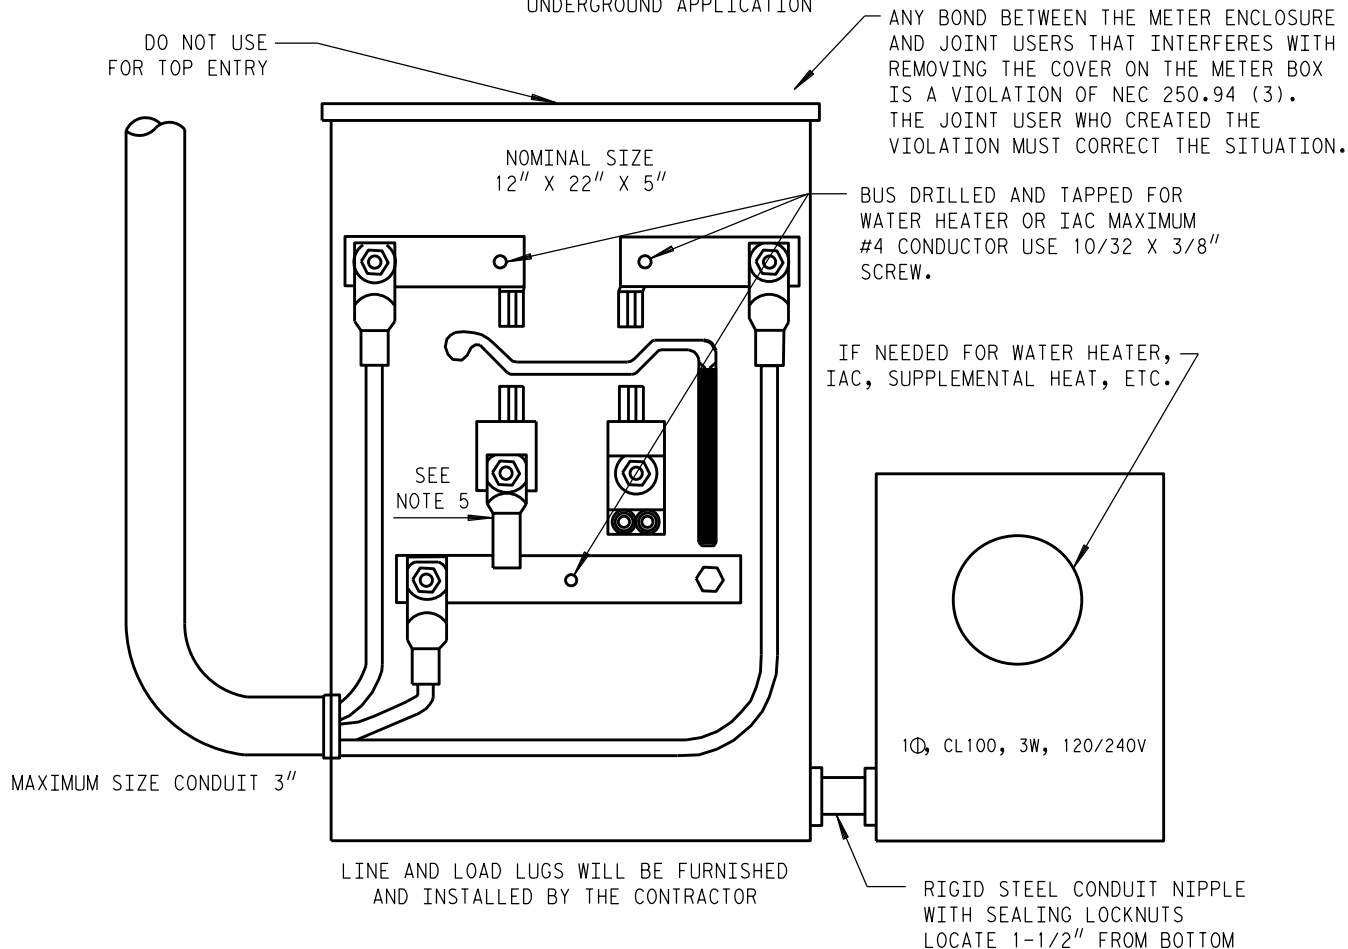 UNDERGROUND APPLICATION
ANY BOND BETWEEN THE METER ENCLOSURE
AND JOINT USERS THAT INTERFERES WITH
REMOVING THE COVER ON THE METER BOX
IS A VIOLATION OF NEC 250.94 (3).
THE JOINT USER WHO CREATED THE
VIOLATION MUST CORRECT THE SITUATION.
DO NOT USE
FOR TOP ENTRY
NOMINAL SIZE
12" X 22" X 5"
BUS DRILLED AND TAPPED FOR
WATER HEATER OR IAC MAXIMUM
#4 CONDUCTOR USE 10/32 X 3/8"
SCREW.
IF NEEDED FOR WATER HEATER,
IAC, SUPPLEMENTAL HEAT, ETC.
SEE
NOTE 5
1Φ, CL100, 3W, 120/240V
MAXIMUM SIZE CONDUIT 3"
LINE AND LOAD LUGS WILL BE FURNISHED
AND INSTALLED BY THE CONTRACTOR
RIGID STEEL CONDUIT NIPPLE
WITH SEALING LOCKNUTS
LOCATE 1-1/2" FROM BOTTOM